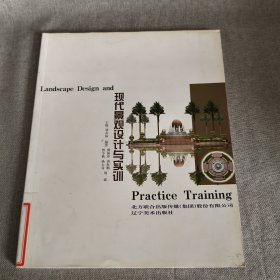 Landscape Design and
现代景观设计与实训
Practice Training
北方联合出版传媒(集团)股份有限公司
辽宁美术出版社